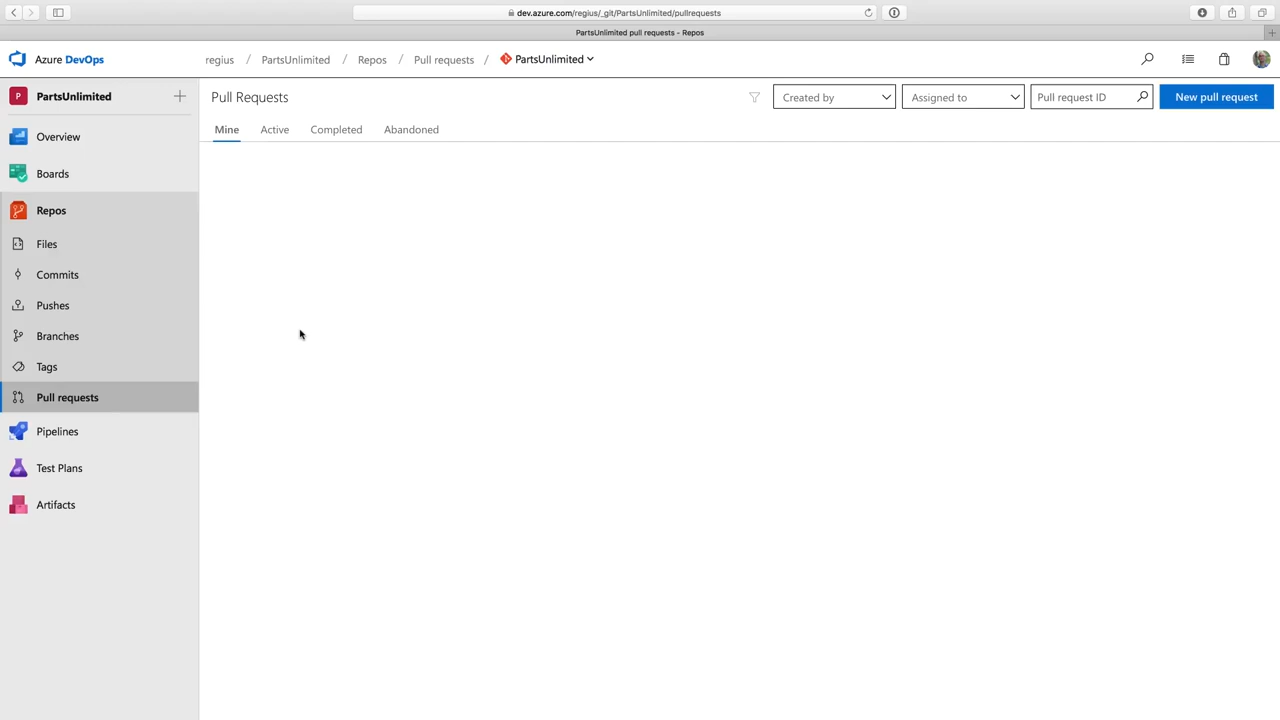 dev.azure.com/regius/_git/PartsUnlimited/pullrequests
PartsUnlimited pull requests - Repos
Azure DevOps
regius / PartsUnlimited / Repos / Pull requests / PartsUnlimited
P PartsUnlimited
Pull Requests
Created by
Assigned to
Pull request ID
New pull request
Mine
Active
Completed
Abandoned
Overview
Boards
Repos
Files
Commits
Pushes
Branches
Tags
Pull requests
Pipelines
Test Plans
Artifacts